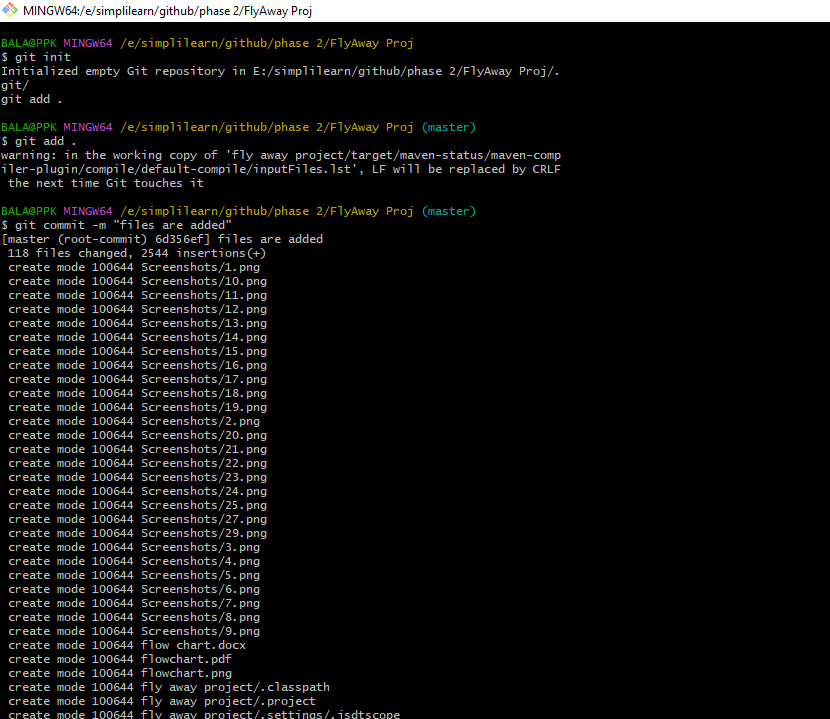 MINGW64:/e/simplilearn/github/phase 2/FlyAway Proj
BALA@PPK MINGW64 /e/simplilearn/github/phase 2/FlyAway Proj
$ git init
Initialized empty Git repository in E:/simplilearn/github/phase 2/FlyAway Proj/.
git/
git add .
BALA@PPK MINGW64 /e/simplilearn/github/phase 2/FlyAway Proj (master)
$ git add .
warning: in the working copy of 'fly away project/target/maven-status/maven-comp
iler-plugin/compile/default-compile/inputFiles.lst', LF will be replaced by CRLF
 the next time Git touches it
BALA@PPK MINGW64 /e/simplilearn/github/phase 2/FlyAway Proj (master)
$ git commit -m "files are added"
[master (root-commit) 6d356ef] files are added
 118 files changed, 2544 insertions(+)
 create mode 100644 Screenshots/1.png
 create mode 100644 Screenshots/10.png
 create mode 100644 Screenshots/11.png
 create mode 100644 Screenshots/12.png
 create mode 100644 Screenshots/13.png
 create mode 100644 Screenshots/14.png
 create mode 100644 Screenshots/15.png
 create mode 100644 Screenshots/16.png
 create mode 100644 Screenshots/17.png
 create mode 100644 Screenshots/18.png
 create mode 100644 Screenshots/19.png
 create mode 100644 Screenshots/2.png
 create mode 100644 Screenshots/20.png
 create mode 100644 Screenshots/21.png
 create mode 100644 Screenshots/22.png
 create mode 100644 Screenshots/23.png
 create mode 100644 Screenshots/24.png
 create mode 100644 Screenshots/25.png
 create mode 100644 Screenshots/27.png
 create mode 100644 Screenshots/29.png
 create mode 100644 Screenshots/3.png
 create mode 100644 Screenshots/4.png
 create mode 100644 Screenshots/5.png
 create mode 100644 Screenshots/6.png
 create mode 100644 Screenshots/7.png
 create mode 100644 Screenshots/8.png
 create mode 100644 Screenshots/9.png
 create mode 100644 flow chart.docx
 create mode 100644 flowchart.pdf
 create mode 100644 flowchart.png
 create mode 100644 fly away project/.classpath
 create mode 100644 fly away project/.project
 create mode 100644 fly away project/.settings/.jsdtscope